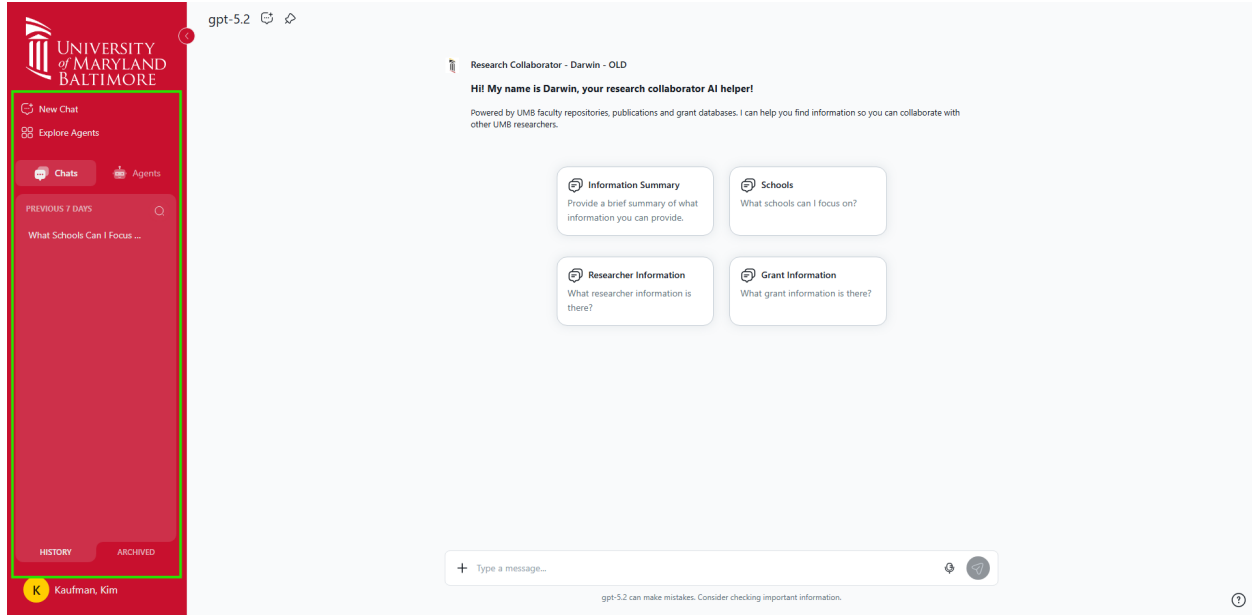 UNIVERSITY
of MARYLAND
BALTIMORE
New Chat
Explore Agents
Chats
Agents
PREVIOUS 7 DAYS
What Schools Can I Focus ...
HISTORY
ARCHIVED
K
Kaufman, Kim
gpt-5.2
Research Collaborator - Darwin - OLD
Hi! My name is Darwin, your research collaborator AI helper!
Powered by UMB faculty repositories, publications and grant databases. I can help you find information so you can collaborate with
other UMB researchers.
Information Summary
Provide a brief summary of what
information you can provide.
Schools
What schools can I focus on?
Researcher Information
What researcher information is
there?
Grant Information
What grant information is there?
Type a message...
gpt-5.2 can make mistakes. Consider checking important information.
?